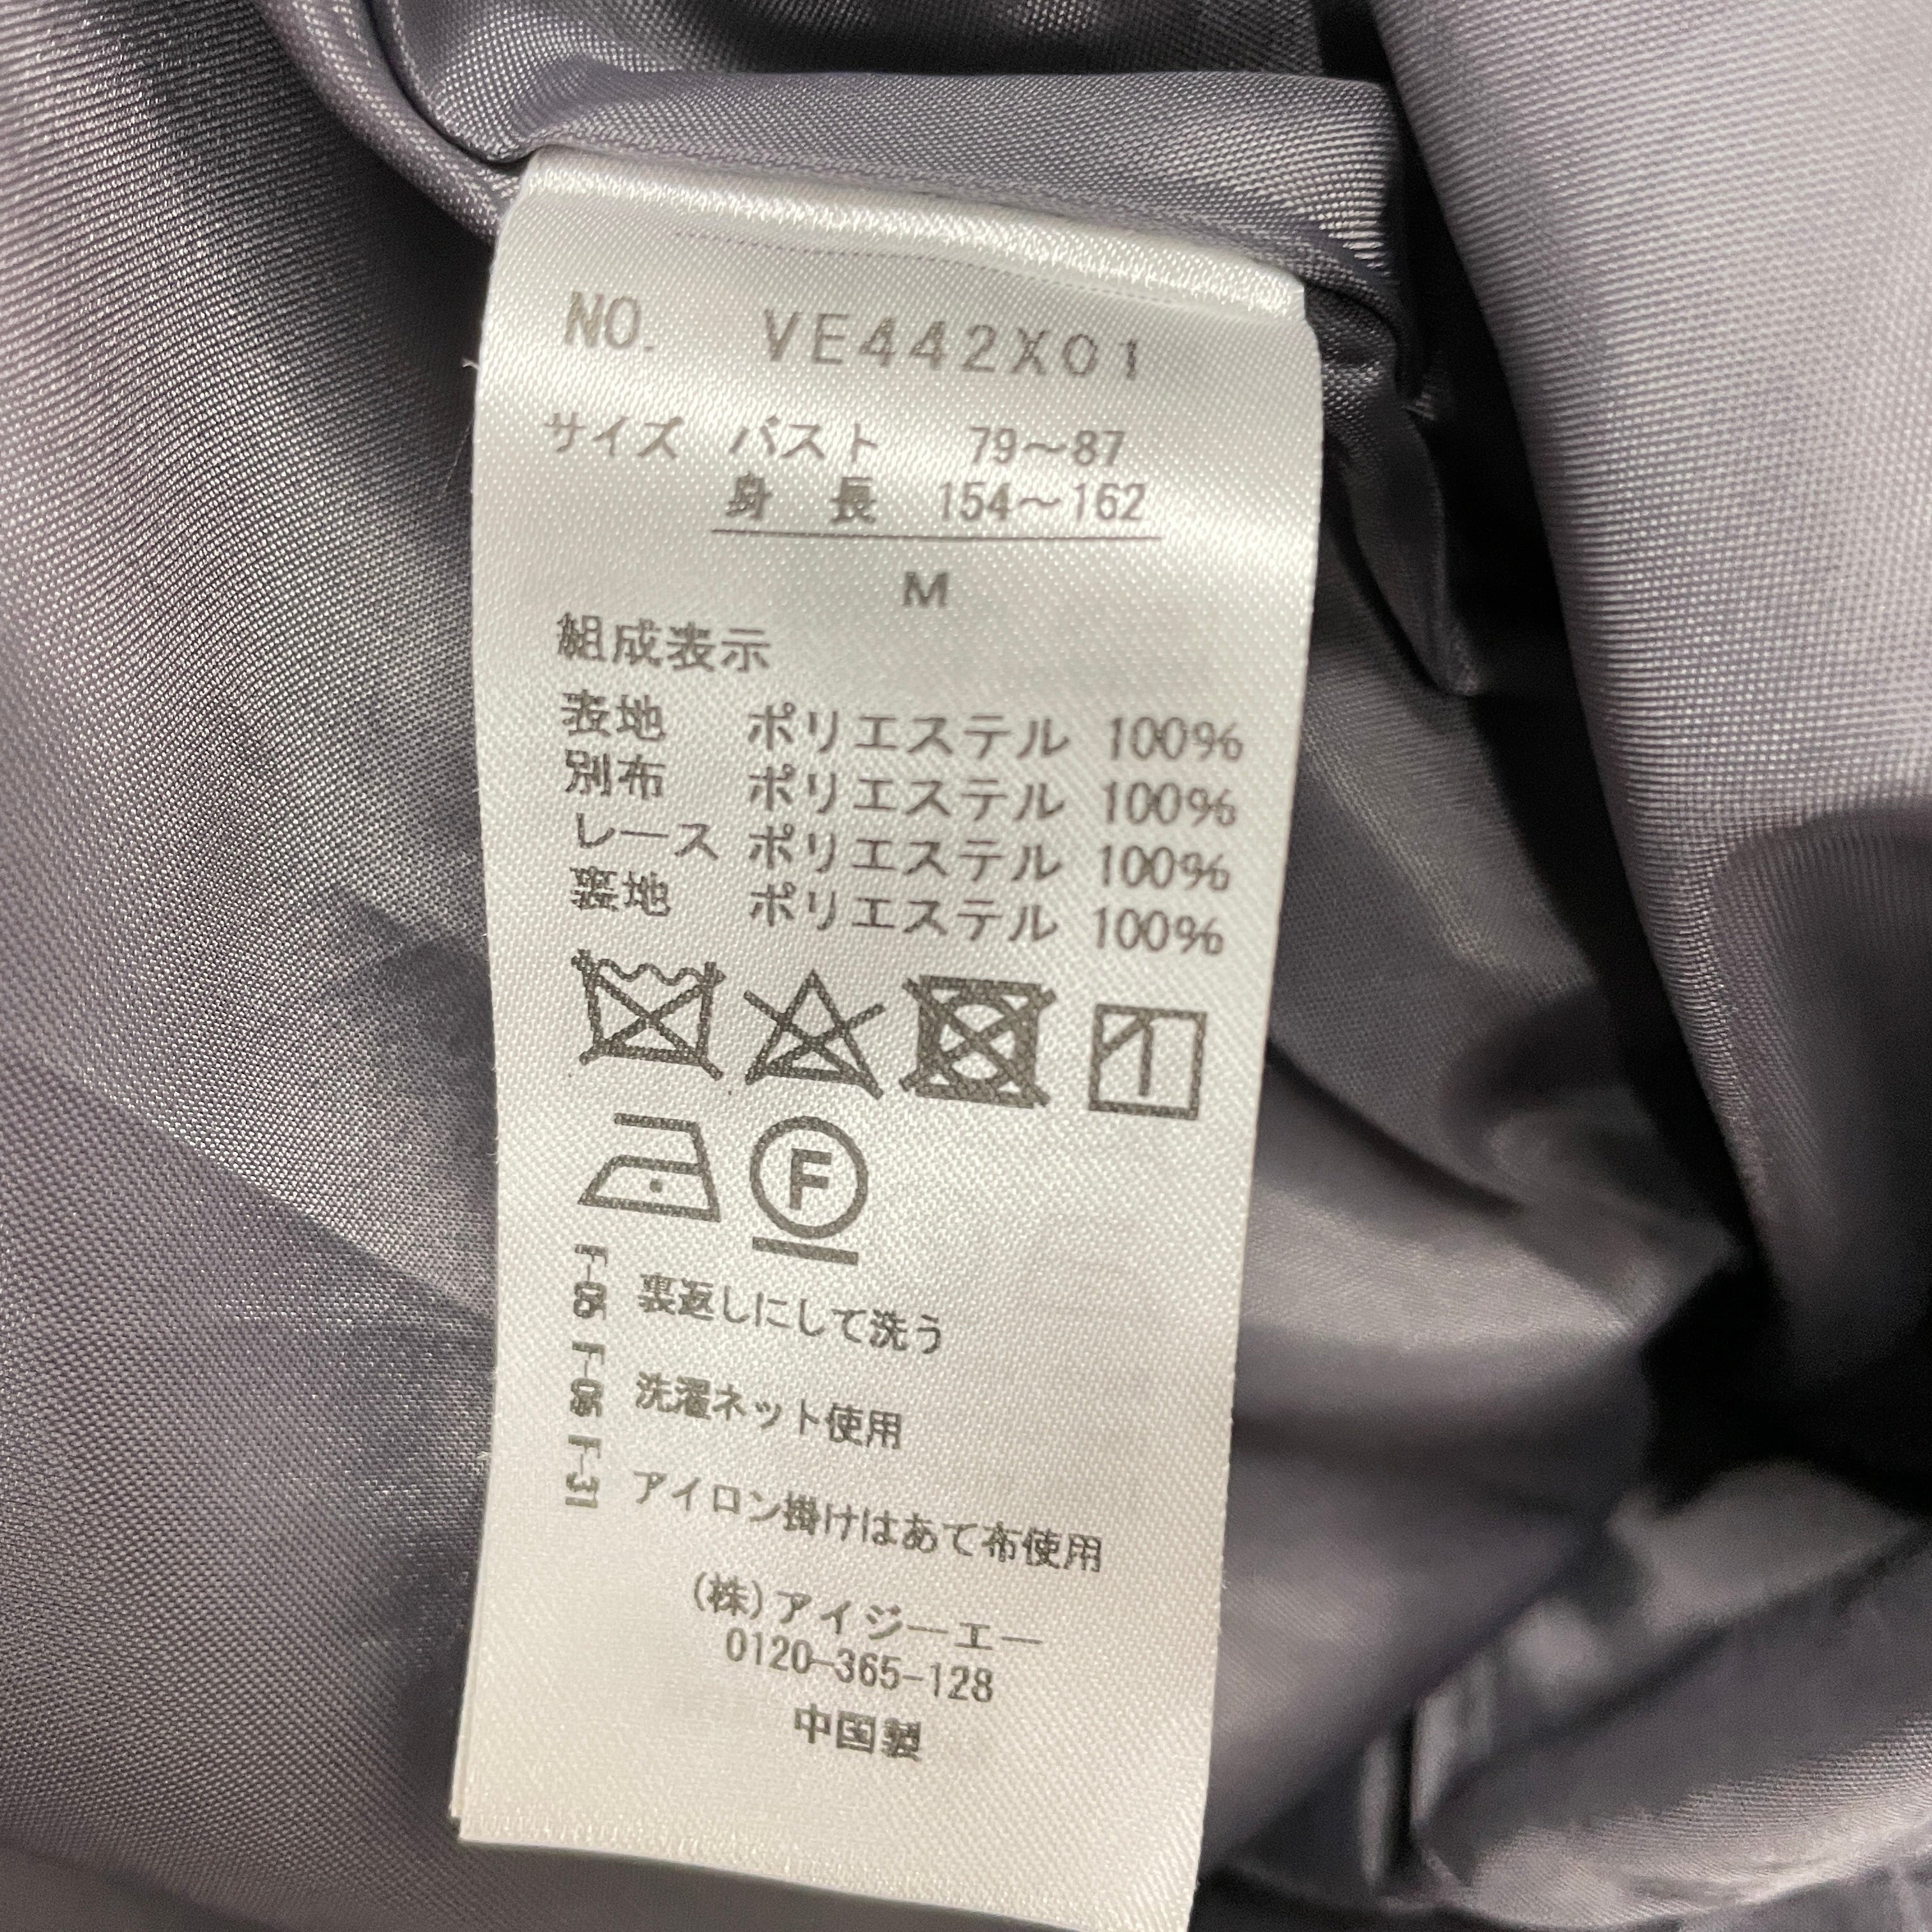 NO. VE442X01
サイズ バスト 79～87
身 長 154～162
M
組成表示
表地 ポリエステル 100%
別布 ポリエステル 100%
レース ポリエステル 100%
裏地 ポリエステル 100%
F
裏返しにして洗う
洗濯ネット使用
アイロン掛けはあて布使用
F-31
(株)アイジーエー
0120-365-128
中国製